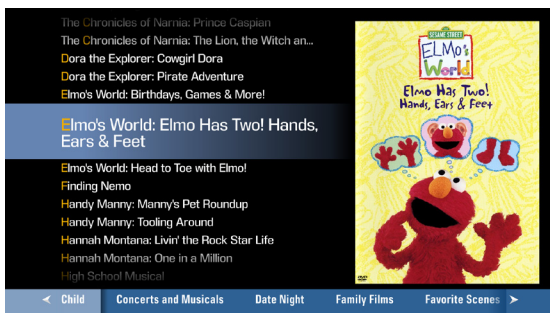 The Chronicles of Narnia: Prince Caspian
The Chronicles of Narnia: The Lion, the Witch an...
Dora the Explorer: Cowgirl Dora
Dora the Explorer: Pirate Adventure
Elmo's World: Birthdays, Games & More!
Elmo's World: Elmo Has Two! Hands,
Ears & Feet
Elmo's World: Head to Toe with Elmo!
Finding Nemo
Handy Manny: Manny's Pet Roundup
Handy Manny: Tooling Around
Hannah Montana: Livin' the Rock Star Life
Hannah Montana: One in a Million
High School Musical
SESAME STREET
ELMO's
World
Elmo Has Two!
Hands, Ears & Feet
DVD
Child
Concerts and Musicals
Date Night
Family Films
Favorite Scenes